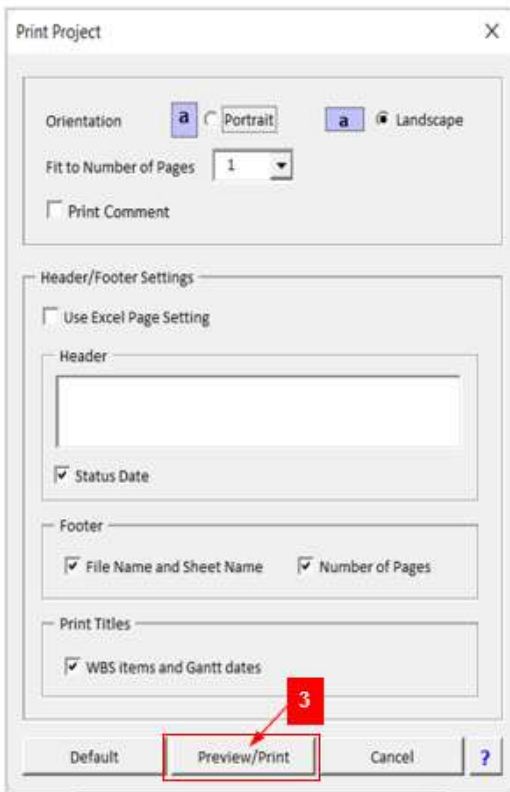 Print Project
Orientation a Portrait a Landscape
Fit to Number of Pages 1
Print Comment
Header/Footer Settings
Use Excel Page Setting
Header
Status Date
Footer
File Name and Sheet Name Number of Pages
Print Titles
WBS items and Gantt dates
3
Default Preview/Print Cancel ?